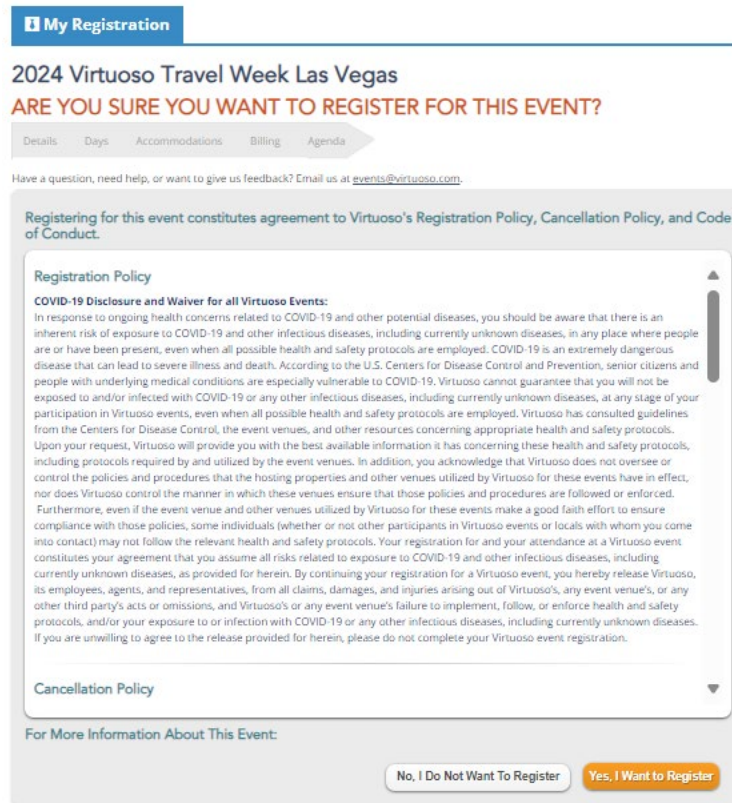 My Registration
2024 Virtuoso Travel Week Las Vegas
ARE YOU SURE YOU WANT TO REGISTER FOR THIS EVENT?
Details Days Accommodations Billing Agenda
Have a question, need help, or want to give us feedback? Email us at events@virtuoso.com.
Registering for this event constitutes agreement to Virtuoso's Registration Policy, Cancellation Policy, and Code
of Conduct.
Registration Policy
COVID-19 Disclosure and Waiver for all Virtuoso Events:
In response to ongoing health concerns related to COVID-19 and other potential diseases, you should be aware that there is an
inherent risk of exposure to COVID-19 and other infectious diseases, including currently unknown diseases, in any place where people
are or have been present, even when all possible health and safety protocols are employed. COVID-19 is an extremely dangerous
disease that can lead to severe illness and death. According to the U.S. Centers for Disease Control and Prevention, senior citizens and
people with underlying medical conditions are especially vulnerable to COVID-19. Virtuoso cannot guarantee that you will not be
exposed to and/or infected with COVID-19 or any other infectious diseases, including currently unknown diseases, at any stage of your
participation in Virtuoso events, even when all possible health and safety protocols are employed. Virtuoso has consulted guidelines
from the Centers for Disease Control, the event venues, and other resources concerning appropriate health and safety protocols.
Upon your request, Virtuoso will provide you with the best available information it has concerning these health and safety protocols,
including protocols required by and utilized by the event venues. In addition, you acknowledge that Virtuoso does not oversee or
control the policies and procedures that the hosting properties and other venues utilized by Virtuoso for these events have in effect,
nor does Virtuoso control the manner in which these venues ensure that those policies and procedures are followed or enforced.
Furthermore, even if the event venue and other venues utilized by Virtuoso for these events make a good faith effort to ensure
compliance with those policies, some individuals (whether or not other participants in Virtuoso events or locals with whom you come
into contact) may not follow the relevant health and safety protocols. Your registration for and your attendance at a Virtuoso event
constitutes your agreement that you assume all risks related to exposure to COVID-19 and other infectious diseases, including
currently unknown diseases, as provided for herein. By continuing your registration for a Virtuoso event, you hereby release Virtuoso,
its employees, agents, and representatives, from all claims, damages, and injuries arising out of Virtuoso's, any event venue's, or any
other third party's acts or omissions, and Virtuoso's or any event venue's failure to implement, follow, or enforce health and safety
protocols, and/or your exposure to or infection with COVID-19 or any other infectious diseases, including currently unknown diseases.
If you are unwilling to agree to the release provided for herein, please do not complete your Virtuoso event registration.
Cancellation Policy
For More Information About This Event:
No, I Do Not Want To Register Yes, I Want to Register